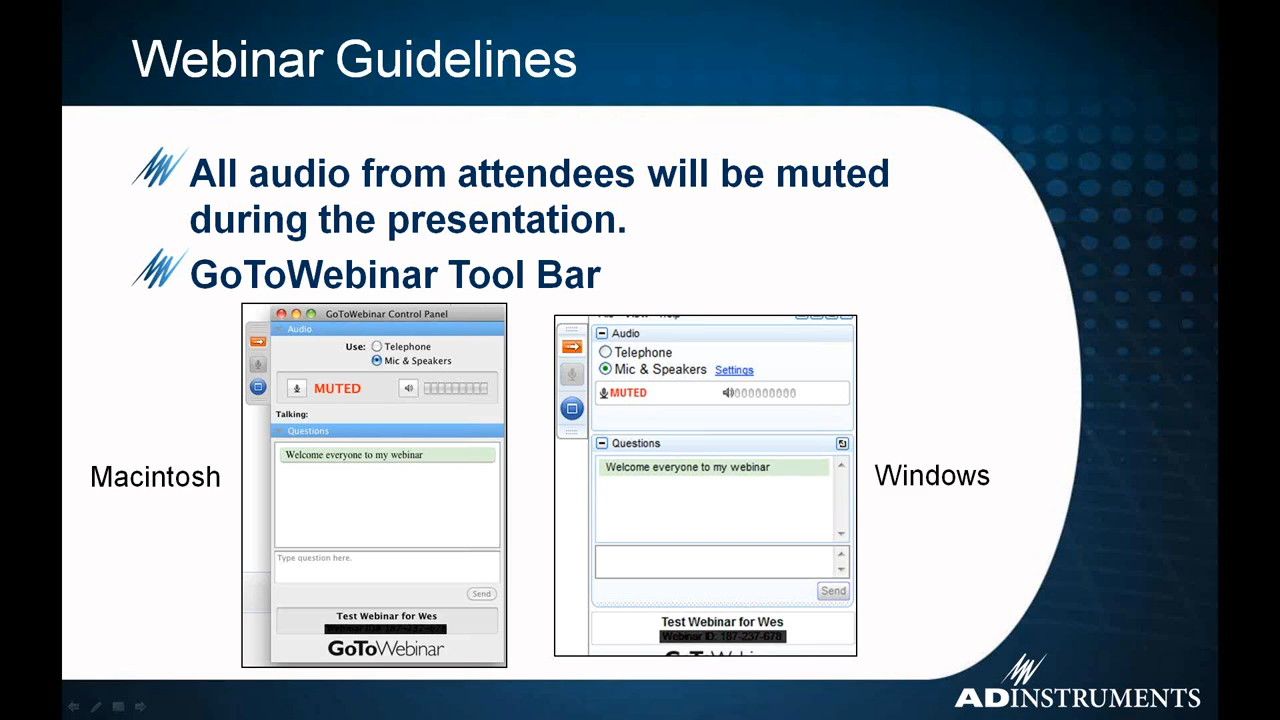 Webinar Guidelines
All audio from attendees will be muted
during the presentation.
GoToWebinar Tool Bar
GoToWebinar Control Panel
Audio
Use: Telephone
Mic & Speakers
MUTED
Talking:
Questions
Welcome everyone to my webinar
Type question here.
Send
Test Webinar for Wes
GoToWebinar
Macintosh
Audio
Telephone
Mic & Speakers Settings
MUTED
Questions
Welcome everyone to my webinar
Send
Test Webinar for Wes
Webinar ID: 187-237-678
Windows
ADINSTRUMENTS